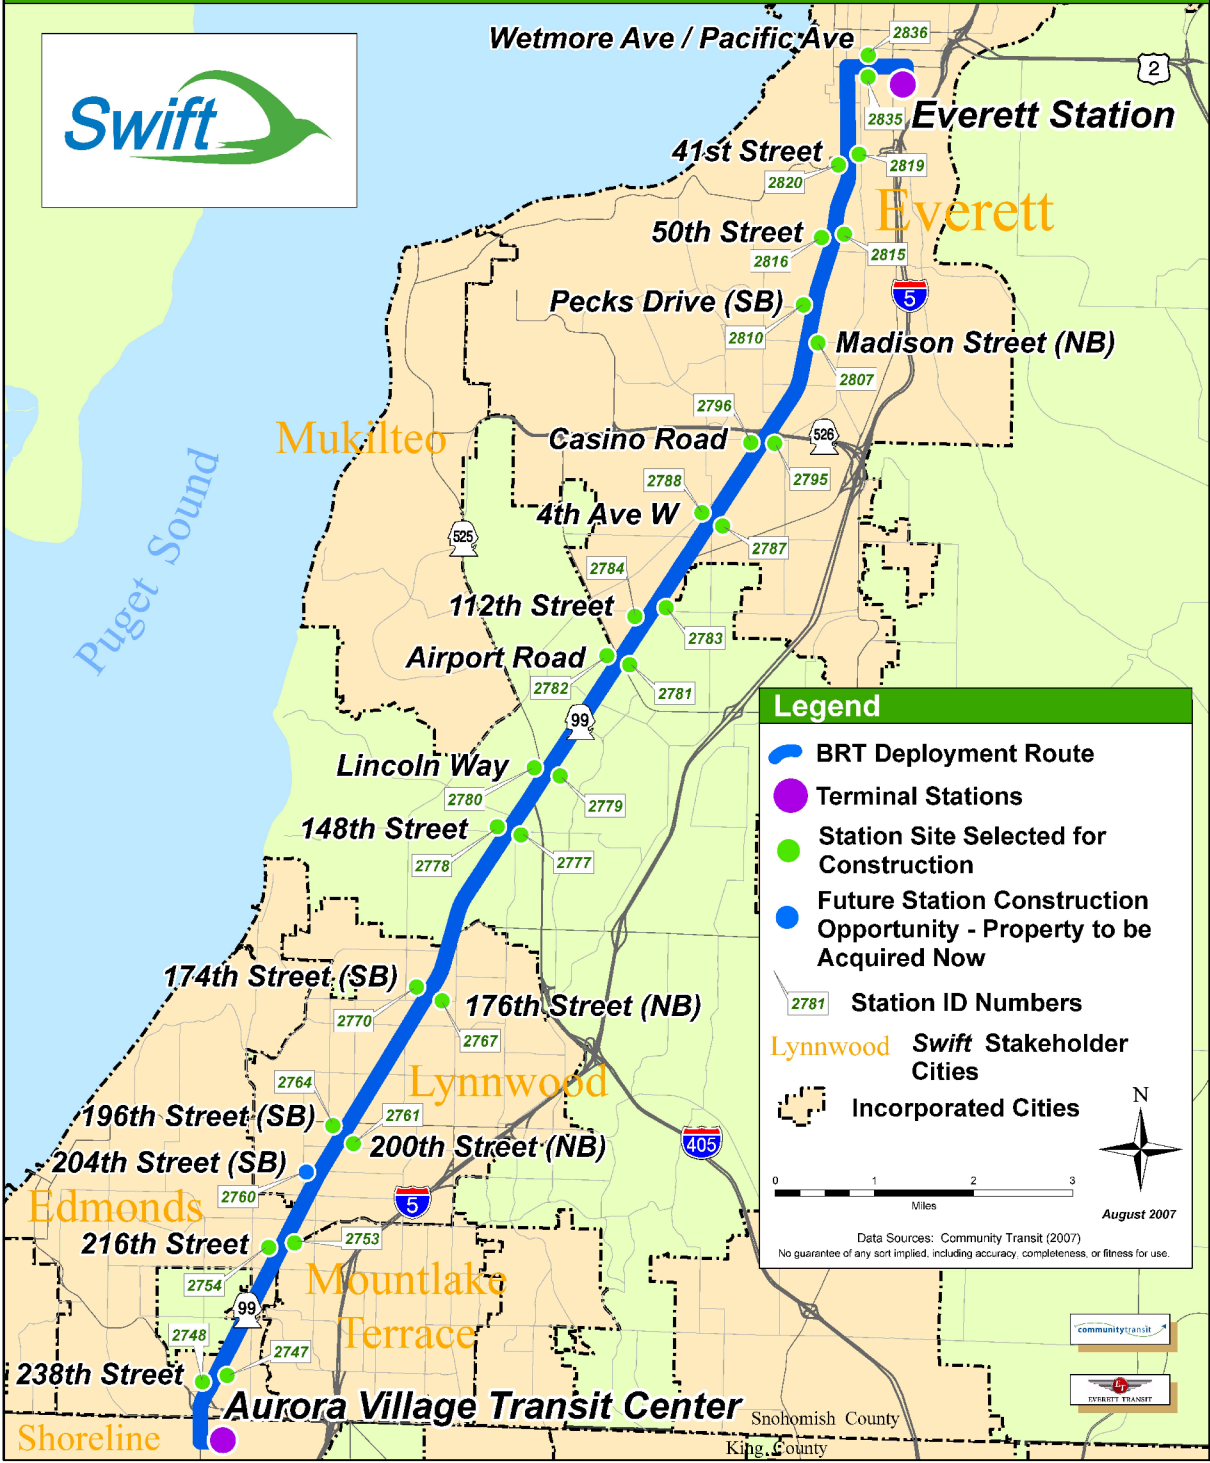 Swift
Wetmore Ave / Pacific Ave
2836
2
2835
Everett Station
41st Street
2819
2820
Everett
50th Street
2816
2815
5
Pecks Drive (SB)
2810
Madison Street (NB)
2807
2796
Mukilteo
Casino Road
526
2795
2788
4th Ave W
525
2787
Puget Sound
2784
112th Street
2783
Airport Road
2782
2781
99
Lincoln Way
2780
2779
148th Street
2778
2777
174th Street (SB)
2770
176th Street (NB)
2767
Lynnwood
2764
196th Street (SB)
2761
200th Street (NB)
204th Street (SB)
2760
405
5
Edmonds
216th Street
2753
2754
Mountlake
Terrace
99
2748
2747
238th Street
Aurora Village Transit Center
Shoreline
Snohomish County
King County
Legend
BRT Deployment Route
Terminal Stations
Station Site Selected for
Construction
Future Station Construction
Opportunity - Property to be
Acquired Now
2781 Station ID Numbers
Lynnwood Swift Stakeholder
Cities
Incorporated Cities
N
0 1 2 3
Miles
August 2007
Data Sources: Community Transit (2007)
No guarantee of any sort implied, including accuracy, completeness, or fitness for use.
communitytransit
ET
EVERETT TRANSIT